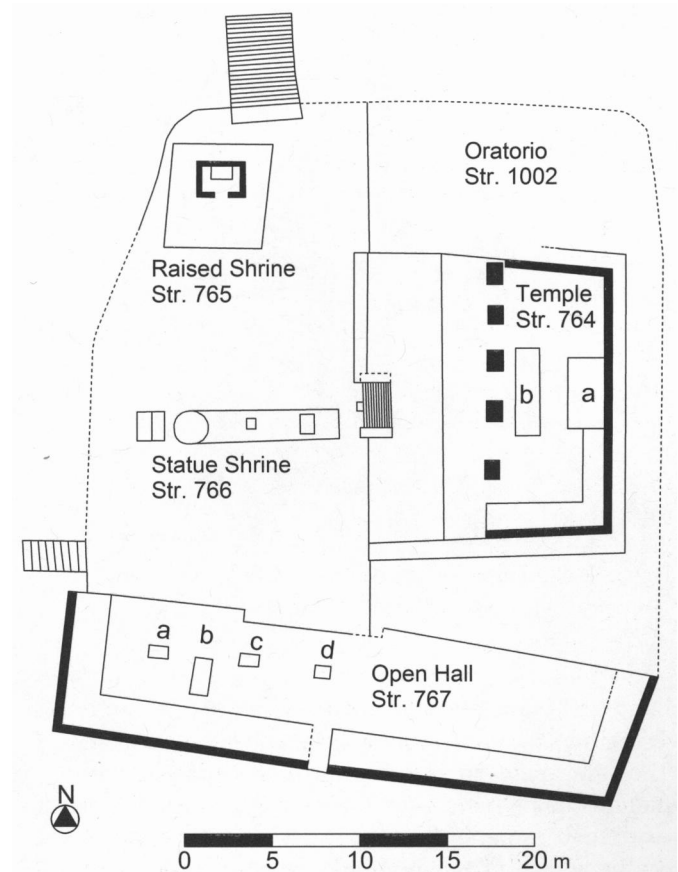 Oratorio
Str. 1002
Raised Shrine
Str. 765
Temple
Str. 764
b
a
Statue Shrine
Str. 766
a
b
c
d
Open Hall
Str. 767
N
0
5
10
15
20 m